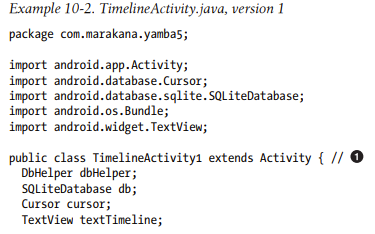 Example 10-2. TimelineActivity.java, version 1
package com.marakana.yamba5;
import android.app.Activity;
import android.database.Cursor;
import android.database.sqlite.SQLiteDatabase;
import android.os.Bundle;
import android.widget.TextView;
public class TimelineActivity1 extends Activity { // ❶
  DbHelper dbHelper;
  SQLiteDatabase db;
  Cursor cursor;
  TextView textTimeline;